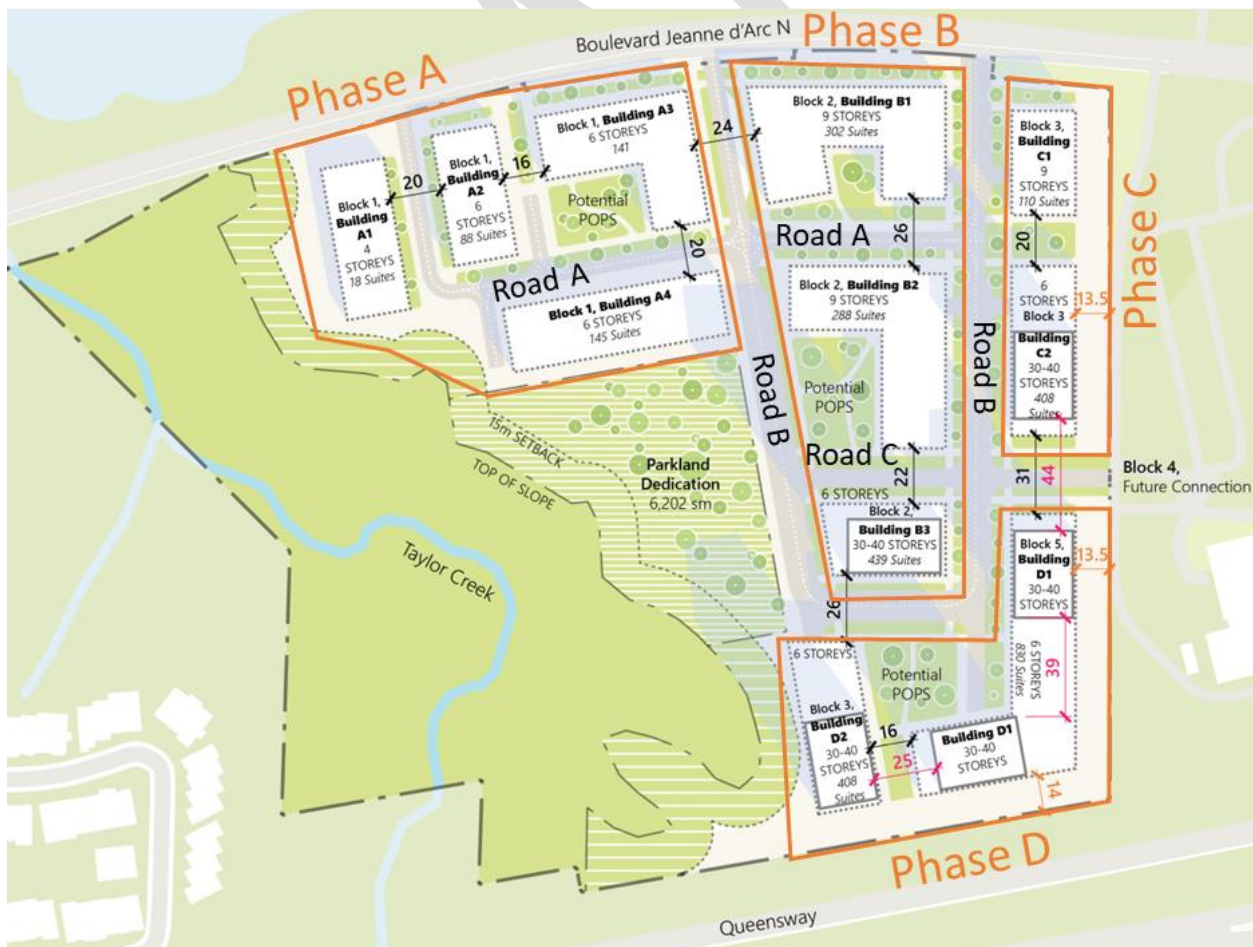 Boulevard Jeanne d'Arc N
Phase A
Phase B
Phase C
Phase D
Block 1,
Building
A1
4
STOREYS
18 Suites
20
Block 1,
Building
A2
6
STOREYS
88 Suites
16
Block 1, Building A3
6 STOREYS
141
Potential
POPS
20
24
Road A
Block 1, Building A4
6 STOREYS
145 Suites
Block 2, Building B1
9 STOREYS
302 Suites
Road A
26
Block 2, Building B2
9 STOREYS
288 Suites
Road B
Road B
Potential
POPS
Road C
22
6 STOREYS
Block 2,
Building B3
30-40 STOREYS
439 Suites
26
Block 3,
Building
C1
9
STOREYS
110 Suites
20
6
STOREYS
Block 3
13.5
Building
C2
30-40
STOREYS
408
Suites
31
44
Block 4,
Future Connection
Block 5,
Building
D1
30-40
STOREYS
13.5
6 STOREYS
830 Suites
39
6 STOREYS
Block 3,
Building
D2
30-40
STOREYS
408
Suites
Potential
POPS
16
25
Building D1
30-40
STOREYS
14
15m SETBACK
TOP OF SLOPE
Parkland
Dedication
6,202 sm
Taylor Creek
Queensway